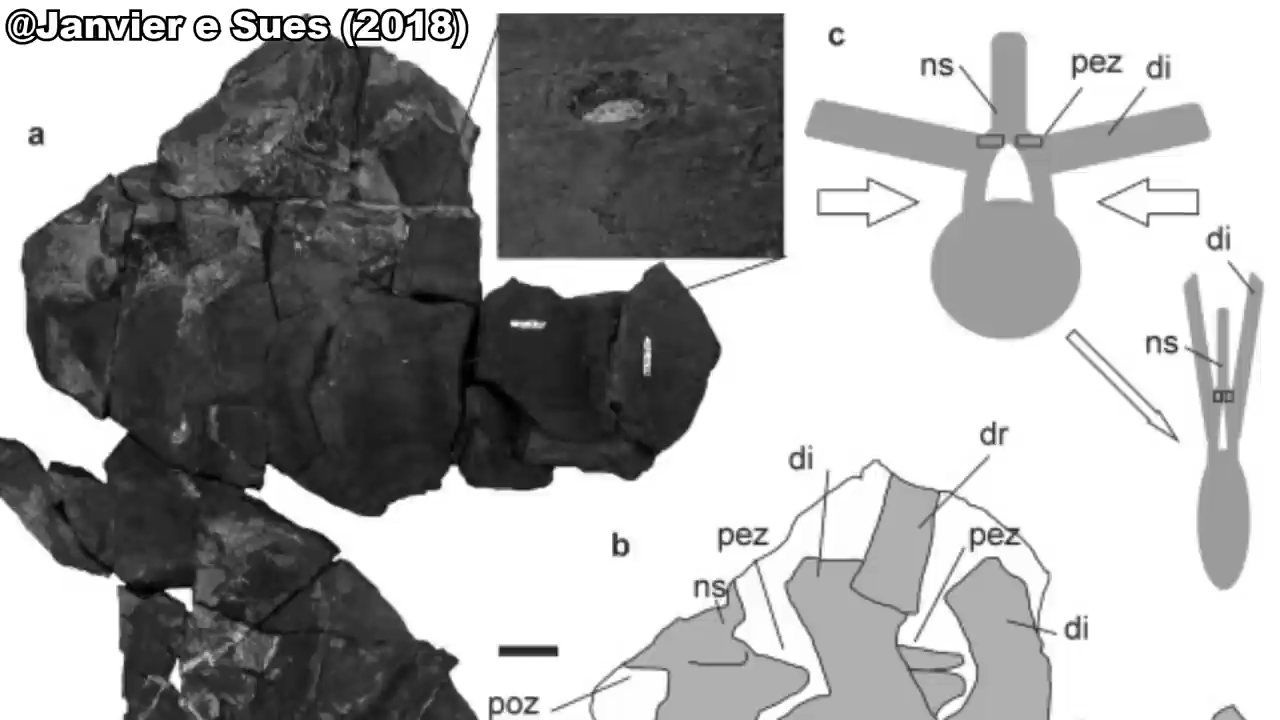 @Janvier e Sues (2018)
a
c
ns
pez
di
di
ns
dr
di
b
pez
pez
ns
di
poz